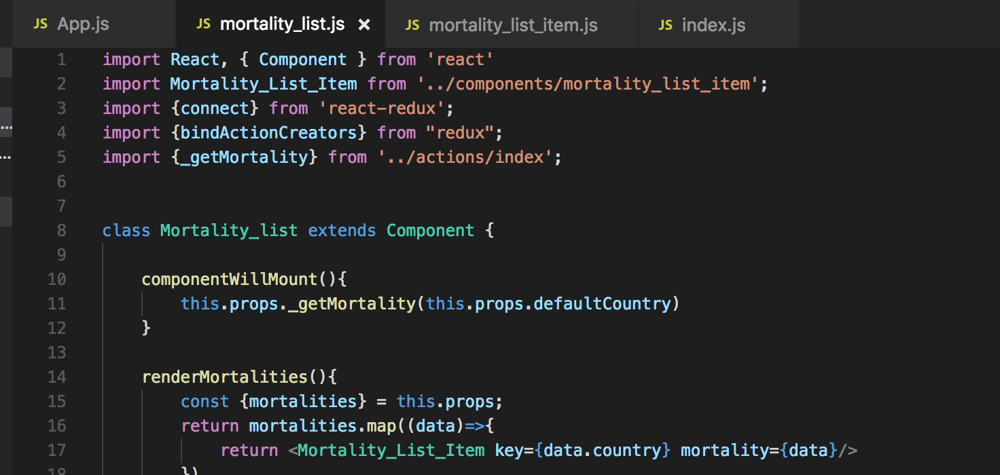 JS App.js JS mortality_list.js × JS mortality_list_item.js JS index.js
1 import React, { Component } from 'react'
2 import Mortality_List_Item from '../components/mortality_list_item';
3 import {connect} from 'react-redux';
4 import {bindActionCreators} from "redux";
5 import {_getMortality} from '../actions/index';
6
7
8 class Mortality_list extends Component {
9
10 componentWillMount(){
11 this.props._getMortality(this.props.defaultCountry)
12 }
13
14 renderMortalities(){
15 const {mortalities} = this.props;
16 return mortalities.map((data)=>{
17 return <Mortality_List_Item key={data.country} mortality={data}/>
18 })